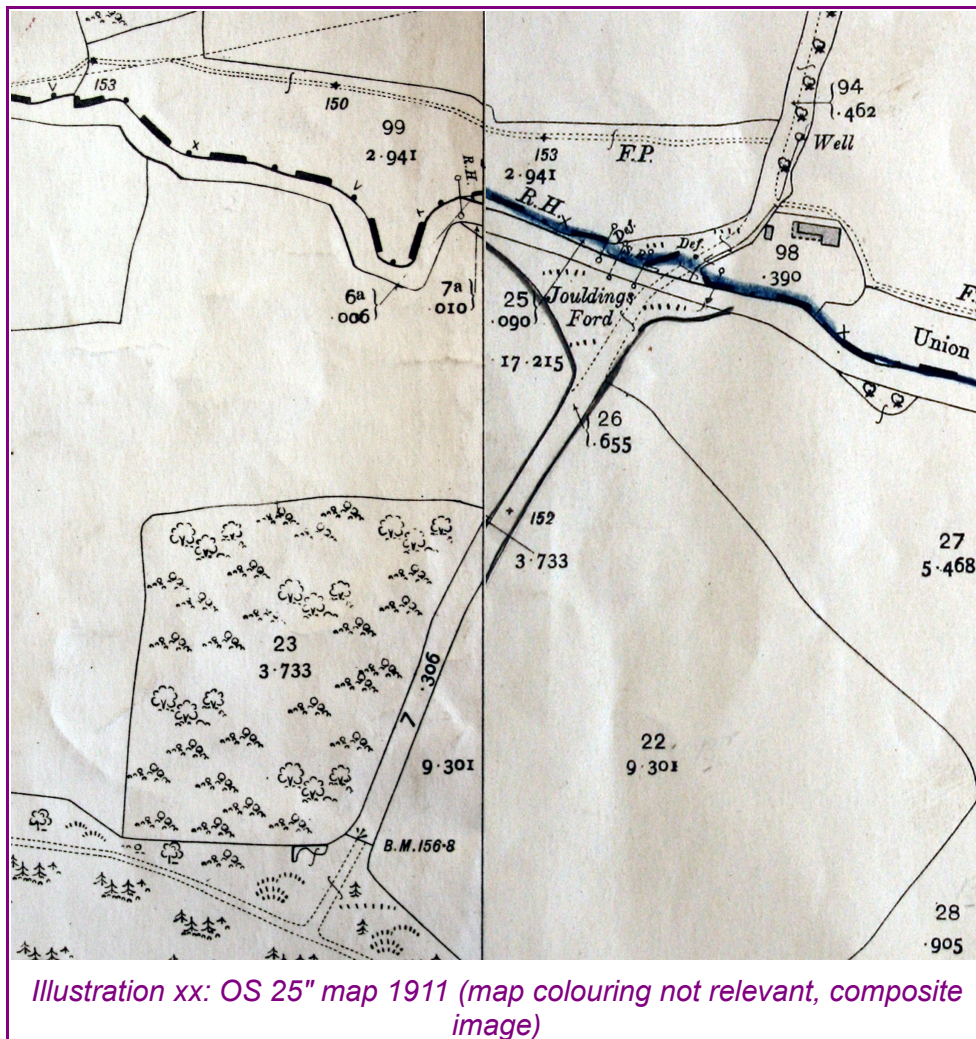 153
150
99
2·941
R.H.
153
2·941
F.P.
94
·462
Well
R.H.
Def.
Def.
98
·390
6a
·006
7a
·010
25
·090
Jouldings
Ford
Union
17·215
26
·655
152
3·733
27
5·468
23
3·733
7
·306
9·301
22
9·301
B.M.156·8
28
·905
Illustration xx: OS 25" map 1911 (map colouring not relevant, composite
image)